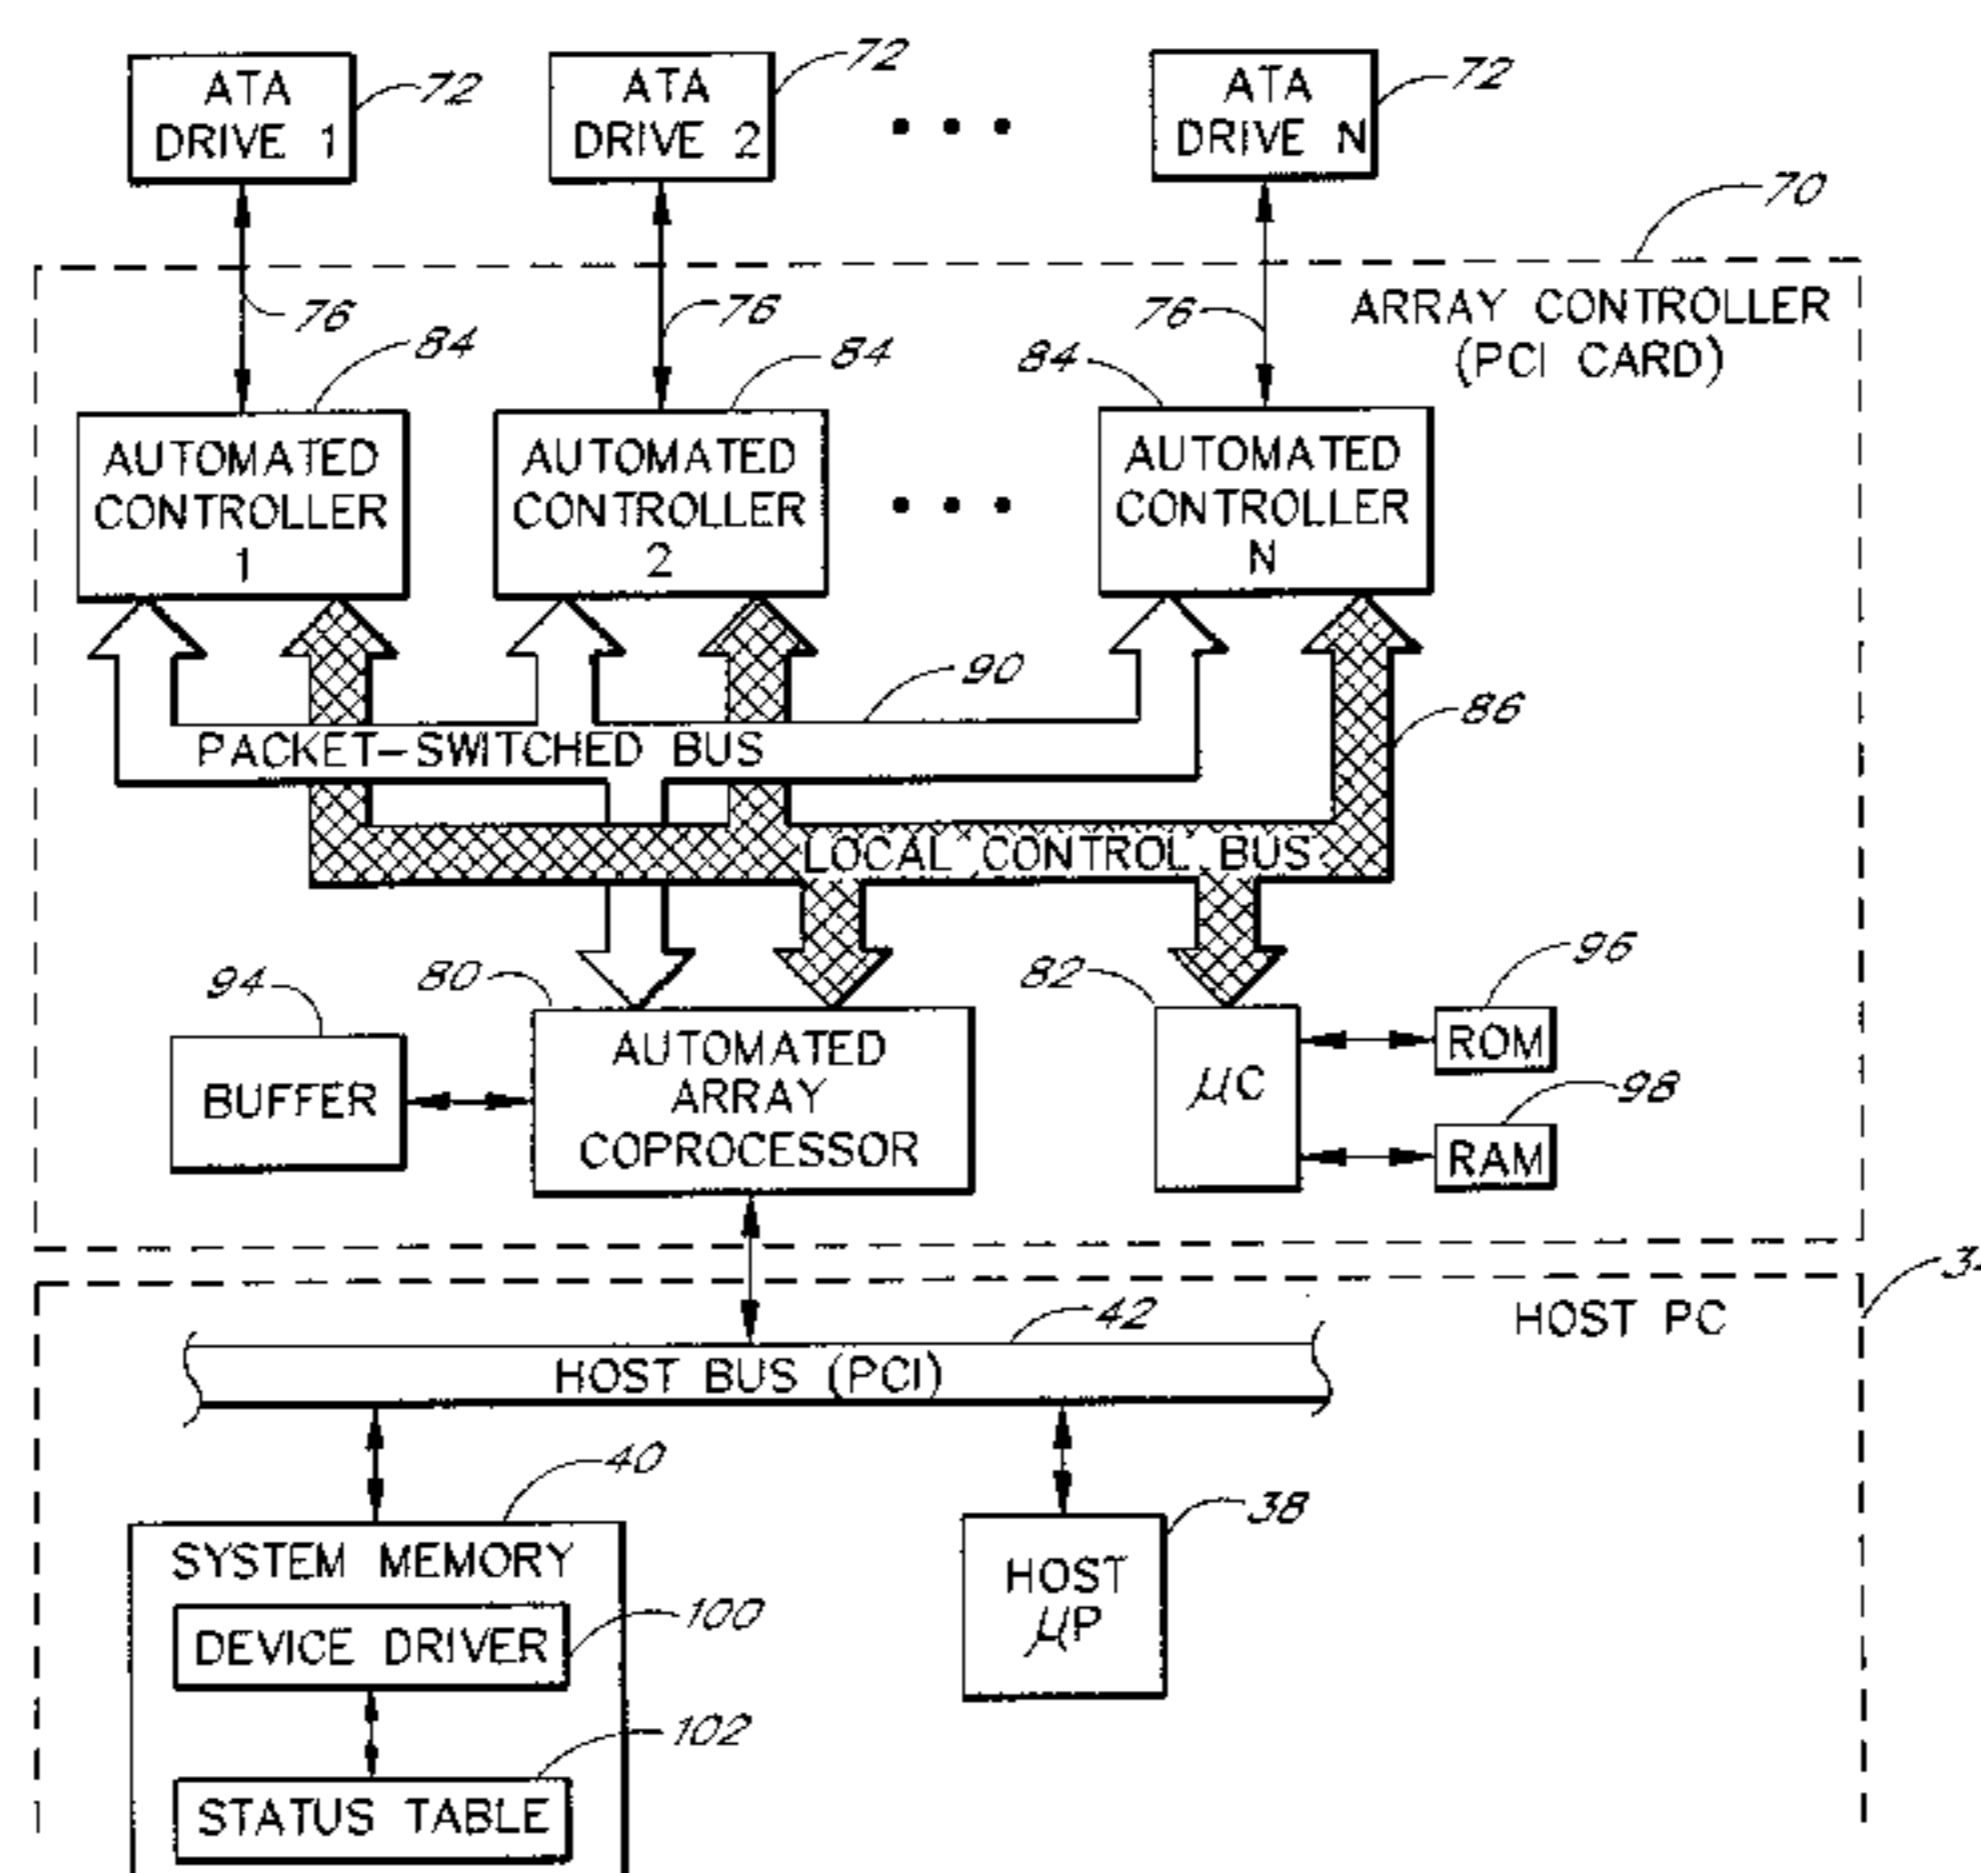 ATA
DRIVE 1
72
ATA
DRIVE 2
72
ATA
DRIVE N
72
70
ARRAY CONTROLLER
(PCI CARD)
76
76
76
84
84
84
AUTOMATED
CONTROLLER
1
AUTOMATED
CONTROLLER
2
AUTOMATED
CONTROLLER
N
90
86
PACKET-SWITCHED BUS
LOCAL CONTROL BUS
94
80
82
96
BUFFER
AUTOMATED
ARRAY
COPROCESSOR
μC
ROM
98
RAM
HOST PC
42
HOST BUS (PCI)
40
38
SYSTEM MEMORY
HOST
μP
DEVICE DRIVER
100
102
STATUS TABLE